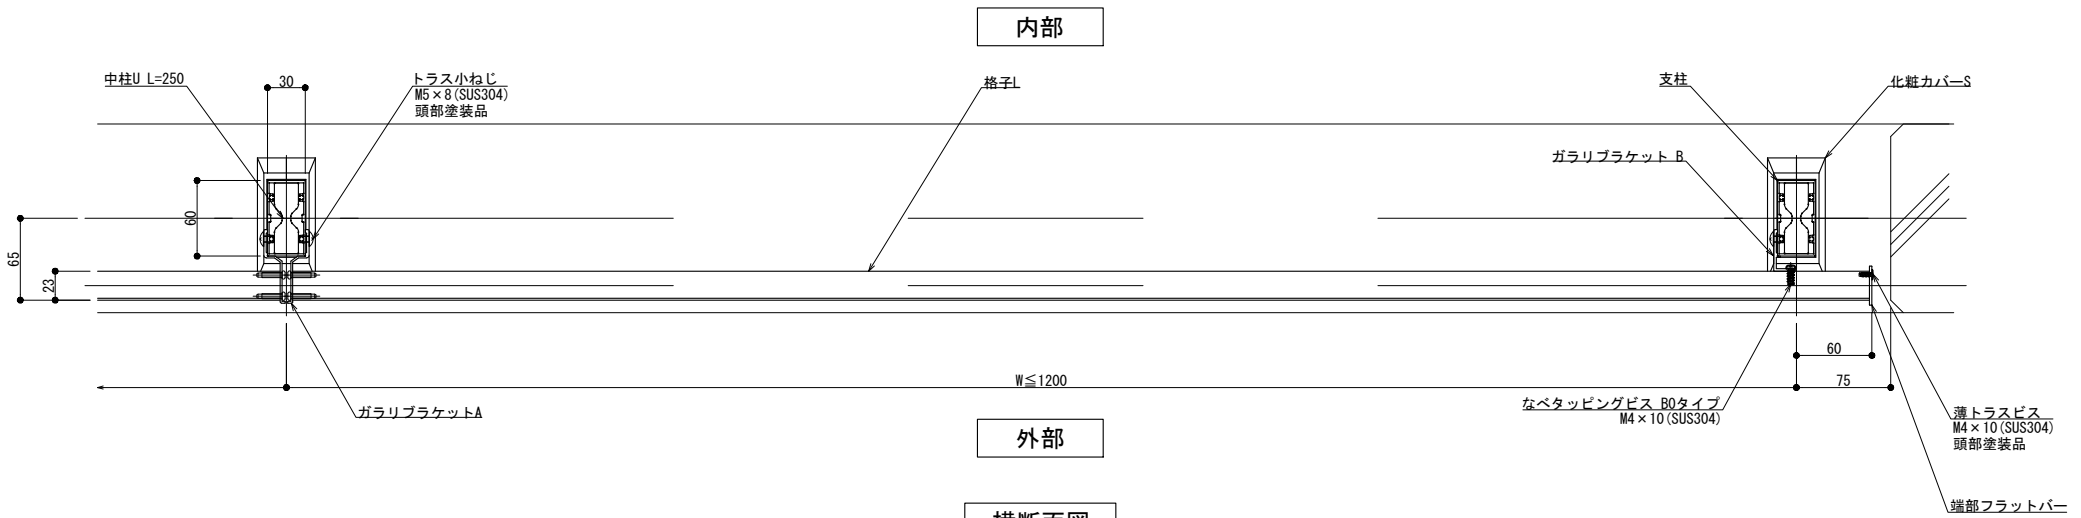 内部
中柱U L=250
30
トラス小ねじ
M5×8(SUS304)
頭部塗装品
格子L
支柱
化粧カバーS
ガラリブラケット B
60
65
23
60
W≦1200
75
ガラリブラケットA
なべタッピングビス B0タイプ
M4×10(SUS304)
薄トラスビス
M4×10(SUS304)
頭部塗装品
外部
端部フラットバー
横断面図